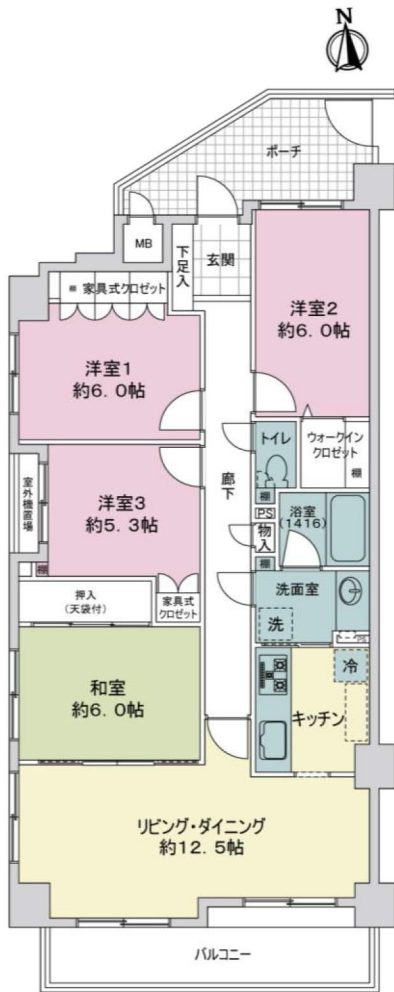 N
ポーチ
MB
下足入
玄関
※ 家具式クロゼット
洋室2
約6.0帖
洋室1
約6.0帖
トイレ
ウォークイン
クロゼット
棚
廊下
棚
PS
物入
棚
浴室
(1416)
洋室3
約5.3帖
室外機置場
棚
押入
(天袋付)
家具式
クロゼット
洗面室
洗
PS
和室
約6.0帖
冷
キッチン
リビング・ダイニング
約12.5帖
バルコニー